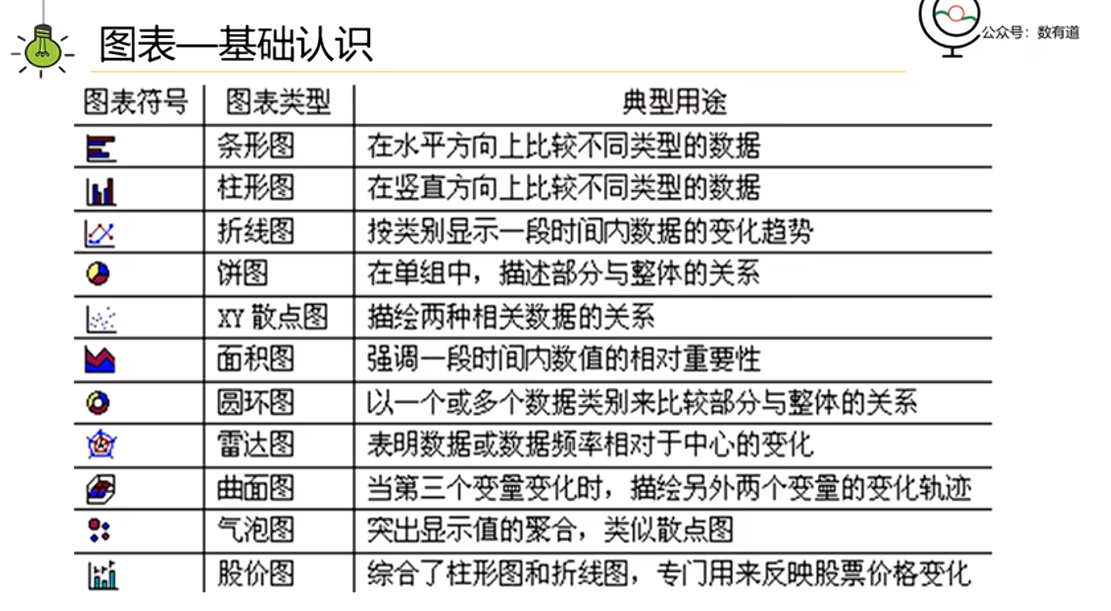 图表—基础认识
公众号：数有道
图表符号 图表类型 典型用途
条形图 在水平方向上比较不同类型的数据
柱形图 在竖直方向上比较不同类型的数据
折线图 按类别显示一段时间内数据的变化趋势
饼图 在单组中，描述部分与整体的关系
XY 散点图 描绘两种相关数据的关系
面积图 强调一段时间内数值的相对重要性
圆环图 以一个或多个数据类别来比较部分与整体的关系
雷达图 表明数据或数据频率相对于中心的变化
曲面图 当第三个变量变化时，描绘另外两个变量的变化轨迹
气泡图 突出显示值的聚合，类似散点图
股价图 综合了柱形图和折线图，专门用来反映股票价格变化